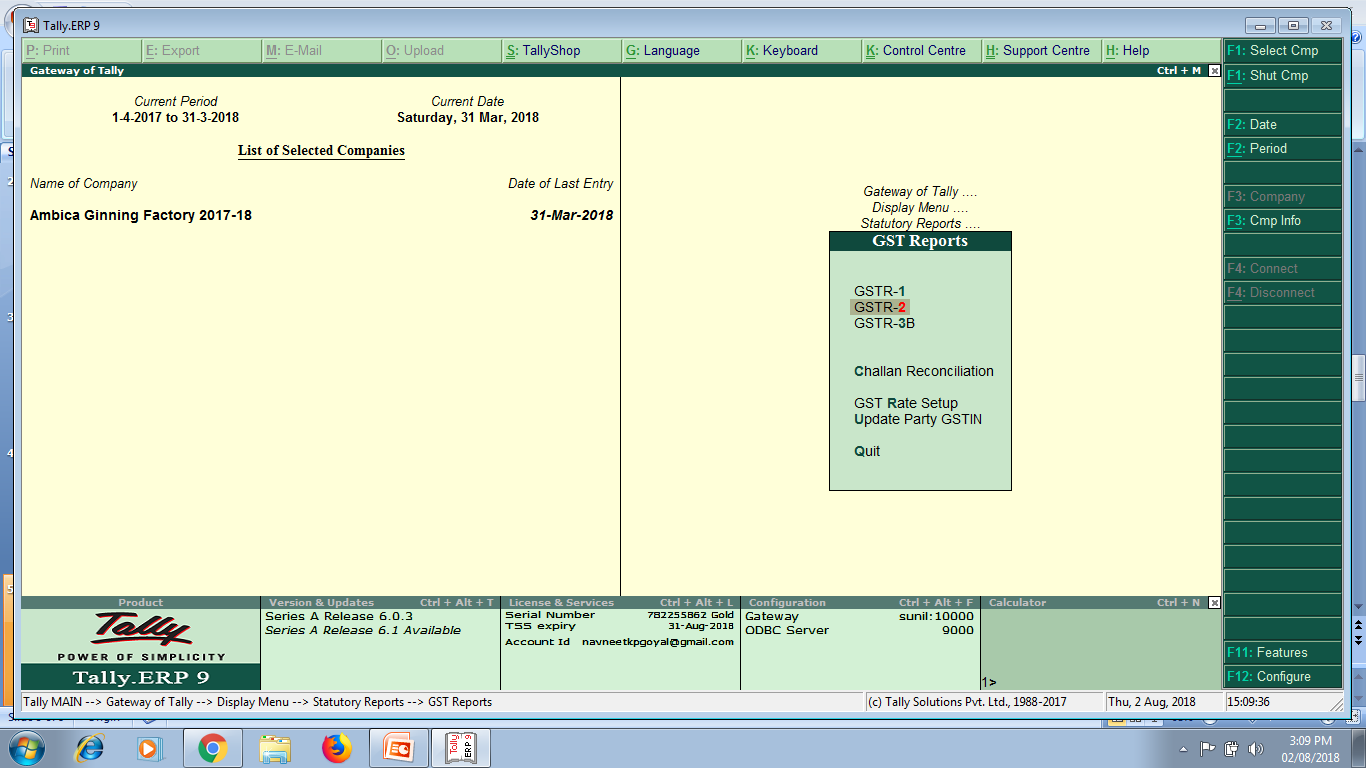 Tally.ERP 9
P: Print E: Export M: E-Mail O: Upload S: TallyShop G: Language K: Keyboard K: Control Centre H: Support Centre H: Help
Gateway of Tally Ctrl + M
Current Period Current Date
1-4-2017 to 31-3-2018 Saturday, 31 Mar, 2018
List of Selected Companies
Name of Company Date of Last Entry
Ambica Ginning Factory 2017-18 31-Mar-2018
Gateway of Tally ....
Display Menu ....
Statutory Reports ....
GST Reports
GSTR-1
GSTR-2
GSTR-3B
Challan Reconciliation
GST Rate Setup
Update Party GSTIN
Quit
F1: Select Cmp
F1: Shut Cmp
F2: Date
F2: Period
F3: Company
F3: Cmp Info
F4: Connect
F4: Disconnect
F11: Features
F12: Configure
Product
Tally
POWER OF SIMPLICITY
Tally.ERP 9
Version & Updates Ctrl + Alt + T
Series A Release 6.0.3
Series A Release 6.1 Available
License & Services Ctrl + Alt + L
Serial Number 782255862 Gold
TSS expiry 31-Aug-2018
Account Id navneetkpgoyal@gmail.com
Configuration Ctrl + Alt + F
Gateway sunil:10000
ODBC Server 9000
Calculator Ctrl + N
1>
Tally MAIN --> Gateway of Tally --> Display Menu --> Statutory Reports --> GST Reports (c) Tally Solutions Pvt. Ltd., 1988-2017 Thu, 2 Aug, 2018 15:09:36
3:09 PM
02/08/2018